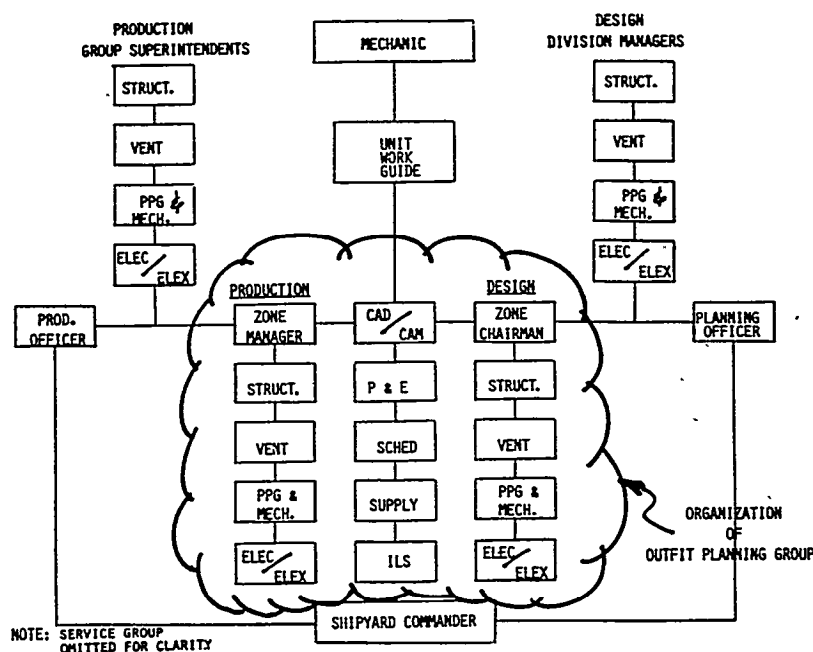 PRODUCTION
GROUP SUPERINTENDENTS
STRUCT.
VENT
PPG &
MECH.
ELEC/
ELEX
MECHANIC
UNIT
WORK
GUIDE
DESIGN
DIVISION MANAGERS
STRUCT.
VENT
PPG &
MECH.
ELEC/
ELEX
PROD.
OFFICER
PRODUCTION
ZONE
MANAGER
STRUCT.
VENT
PPG &
MECH.
ELEC/
ELEX
CAD/
CAM
P & E
SCHED
SUPPLY
ILS
DESIGN
ZONE
CHAIRMAN
STRUCT.
VENT
PPG &
MECH.
ELEC/
ELEX
PLANNING
OFFICER
ORGANIZATION
OF
OUTFIT PLANNING GROUP
SHIPYARD COMMANDER
NOTE: SERVICE GROUP
OMITTED FOR CLARITY